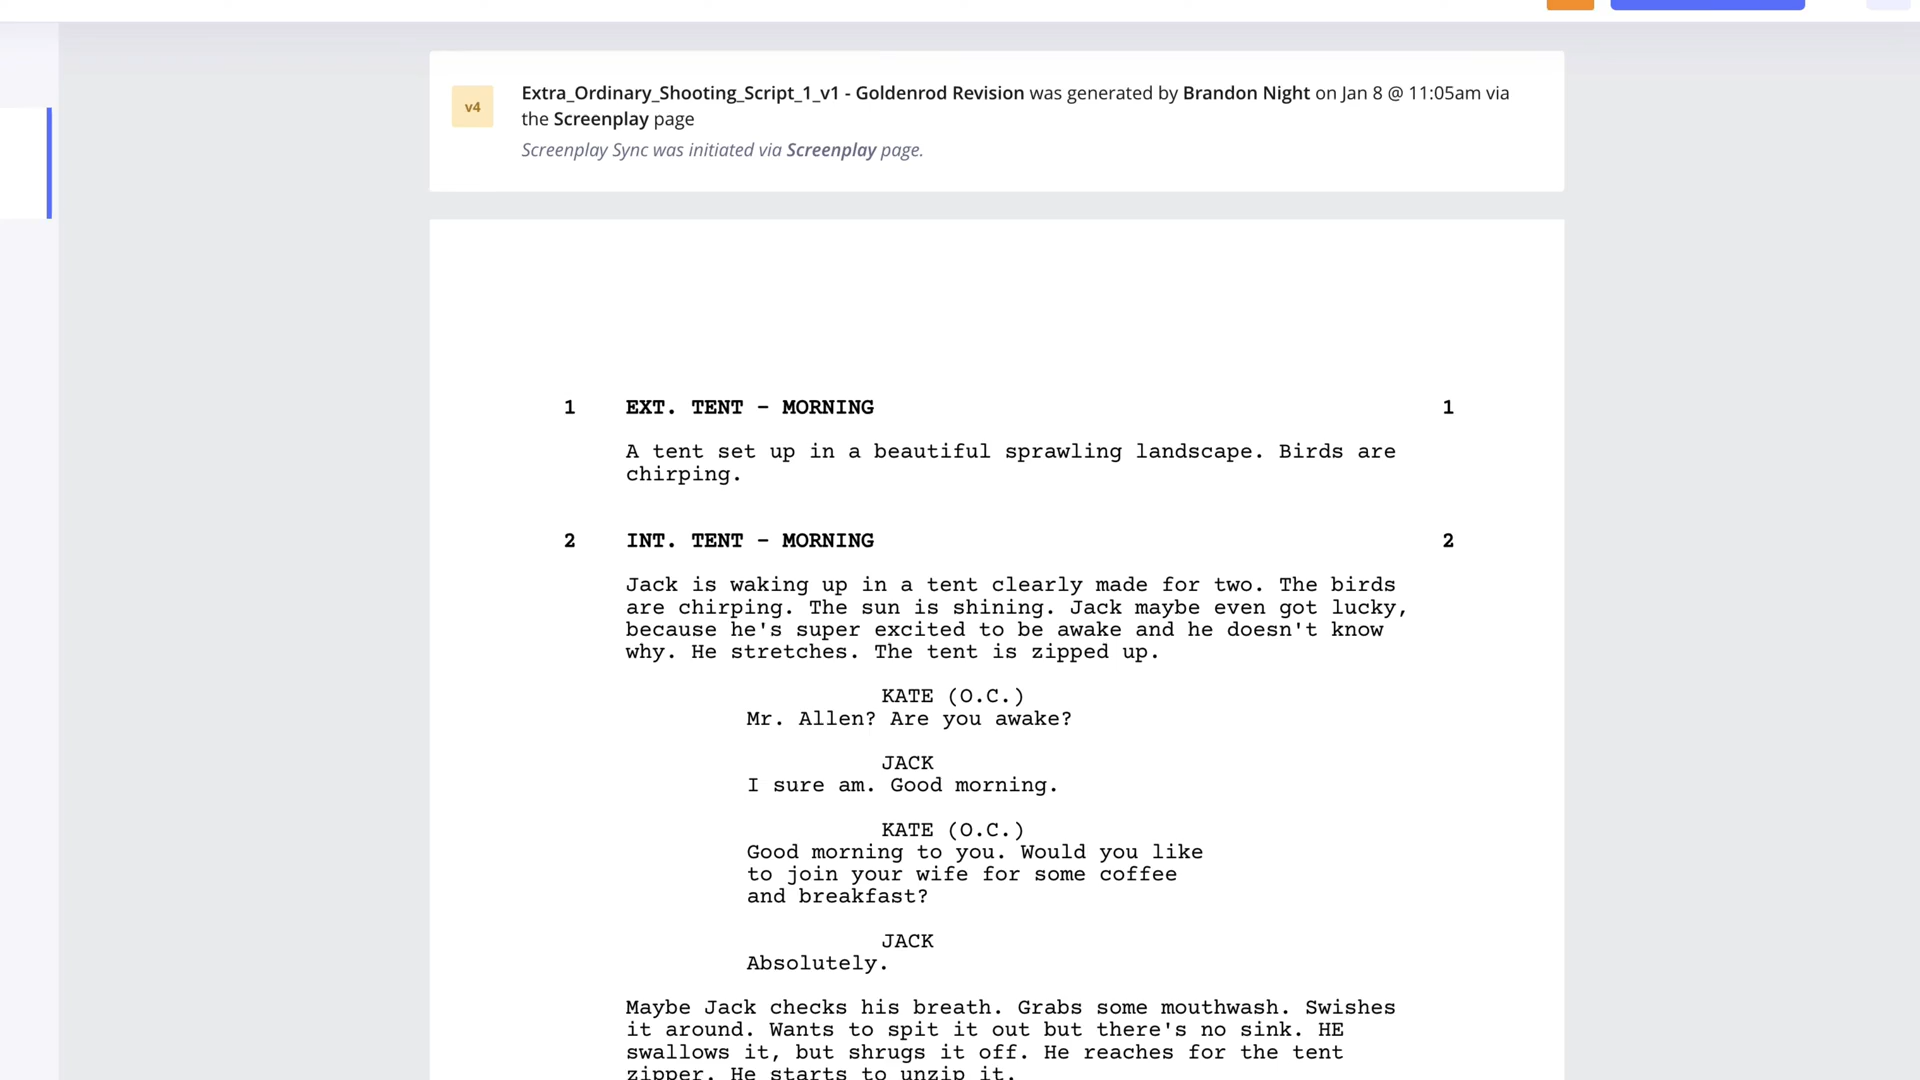 v4
Extra_Ordinary_Shooting_Script_1_v1 - Goldenrod Revision was generated by Brandon Night on Jan 8 @ 11:05am via
the Screenplay page
Screenplay Sync was initiated via Screenplay page.
1 EXT. TENT – MORNING 1
A tent set up in a beautiful sprawling landscape. Birds are
chirping.
2 INT. TENT – MORNING 2
Jack is waking up in a tent clearly made for two. The birds
are chirping. The sun is shining. Jack maybe even got lucky,
because he's super excited to be awake and he doesn't know
why. He stretches. The tent is zipped up.
KATE (O.C.)
Mr. Allen? Are you awake?
JACK
I sure am. Good morning.
KATE (O.C.)
Good morning to you. Would you like
to join your wife for some coffee
and breakfast?
JACK
Absolutely.
Maybe Jack checks his breath. Grabs some mouthwash. Swishes
it around. Wants to spit it out but there's no sink. HE
swallows it, but shrugs it off. He reaches for the tent
zipper. He starts to unzip it.